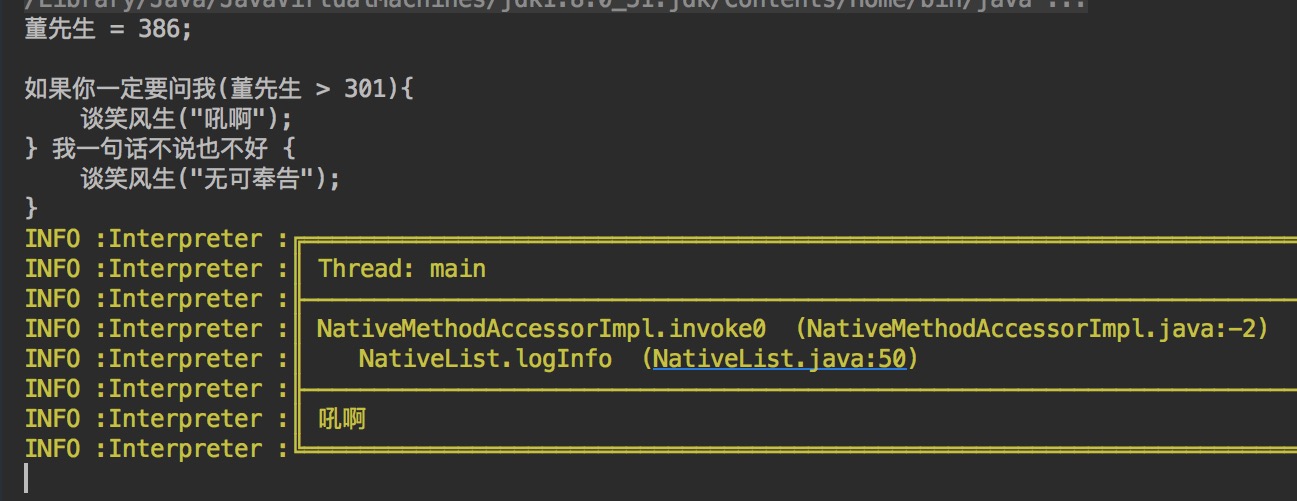 /Library/Java/JavaVirtualMachines/jdk1.8.0_51.jdk/Contents/Home/bin/java ...
董先生 = 386;
如果你一定要问我(董先生 > 301){
谈笑风生("吼啊");
} 我一句话不说也不好 {
谈笑风生("无可奉告");
}
INFO :Interpreter :
INFO :Interpreter : Thread: main
INFO :Interpreter :
INFO :Interpreter : NativeMethodAccessorImpl.invoke0  (NativeMethodAccessorImpl.java:-2)
INFO :Interpreter : NativeList.logInfo  (NativeList.java:50)
INFO :Interpreter :
INFO :Interpreter : 吼啊
INFO :Interpreter :